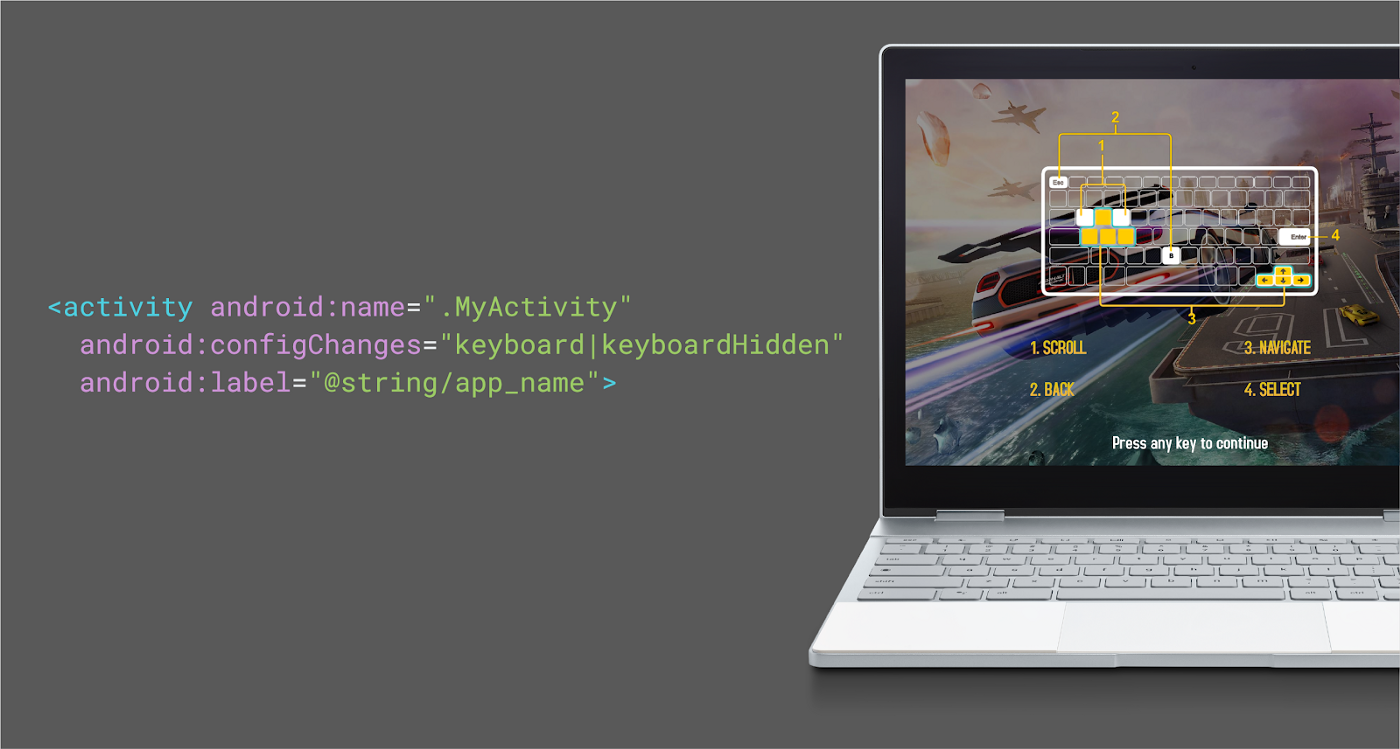 <activity android:name=".MyActivity"
android:configChanges="keyboard|keyboardHidden"
android:label="@string/app_name">
2
1
Esc
Enter
4
B
3
1. SCROLL
3. NAVIGATE
2. BACK
4. SELECT
Press any key to continue